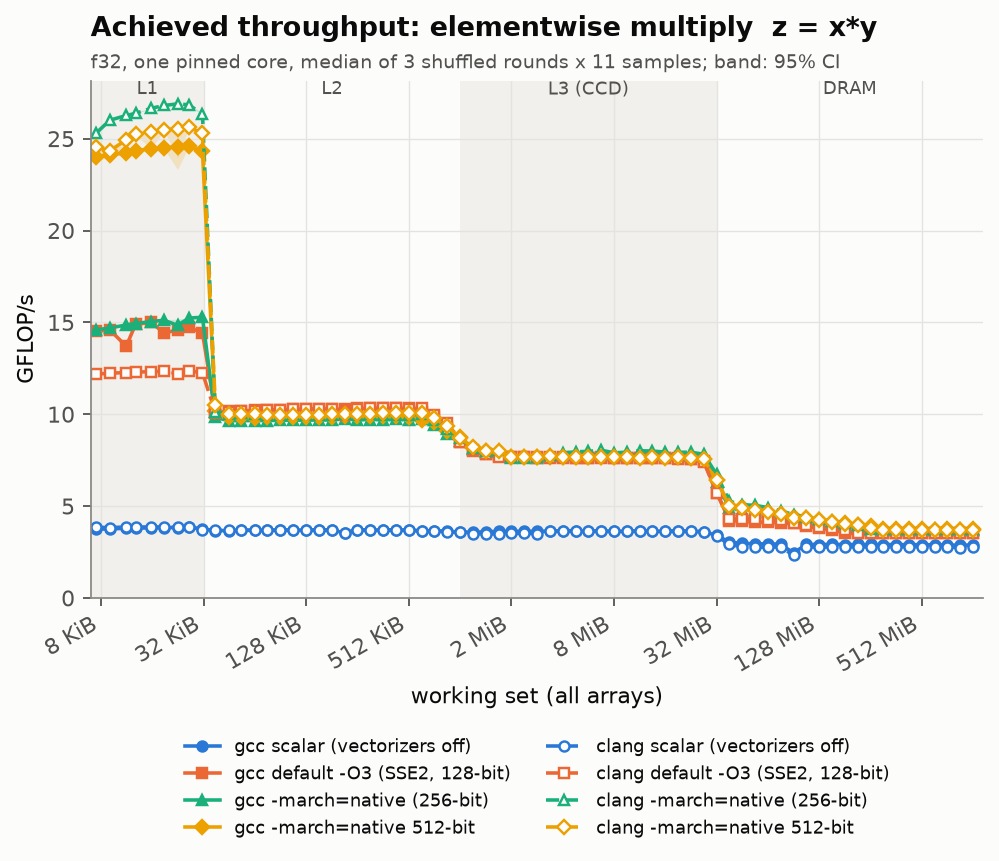 Achieved throughput: elementwise multiply  z = x*y
f32, one pinned core, median of 3 shuffled rounds x 11 samples; band: 95% CI
L1
L2
L3 (CCD)
DRAM
25
20
15
10
5
0
GFLOP/s
8 KiB
32 KiB
128 KiB
512 KiB
2 MiB
8 MiB
32 MiB
128 MiB
512 MiB
working set (all arrays)
gcc scalar (vectorizers off)
clang scalar (vectorizers off)
gcc default -O3 (SSE2, 128-bit)
clang default -O3 (SSE2, 128-bit)
gcc -march=native (256-bit)
clang -march=native (256-bit)
gcc -march=native 512-bit
clang -march=native 512-bit